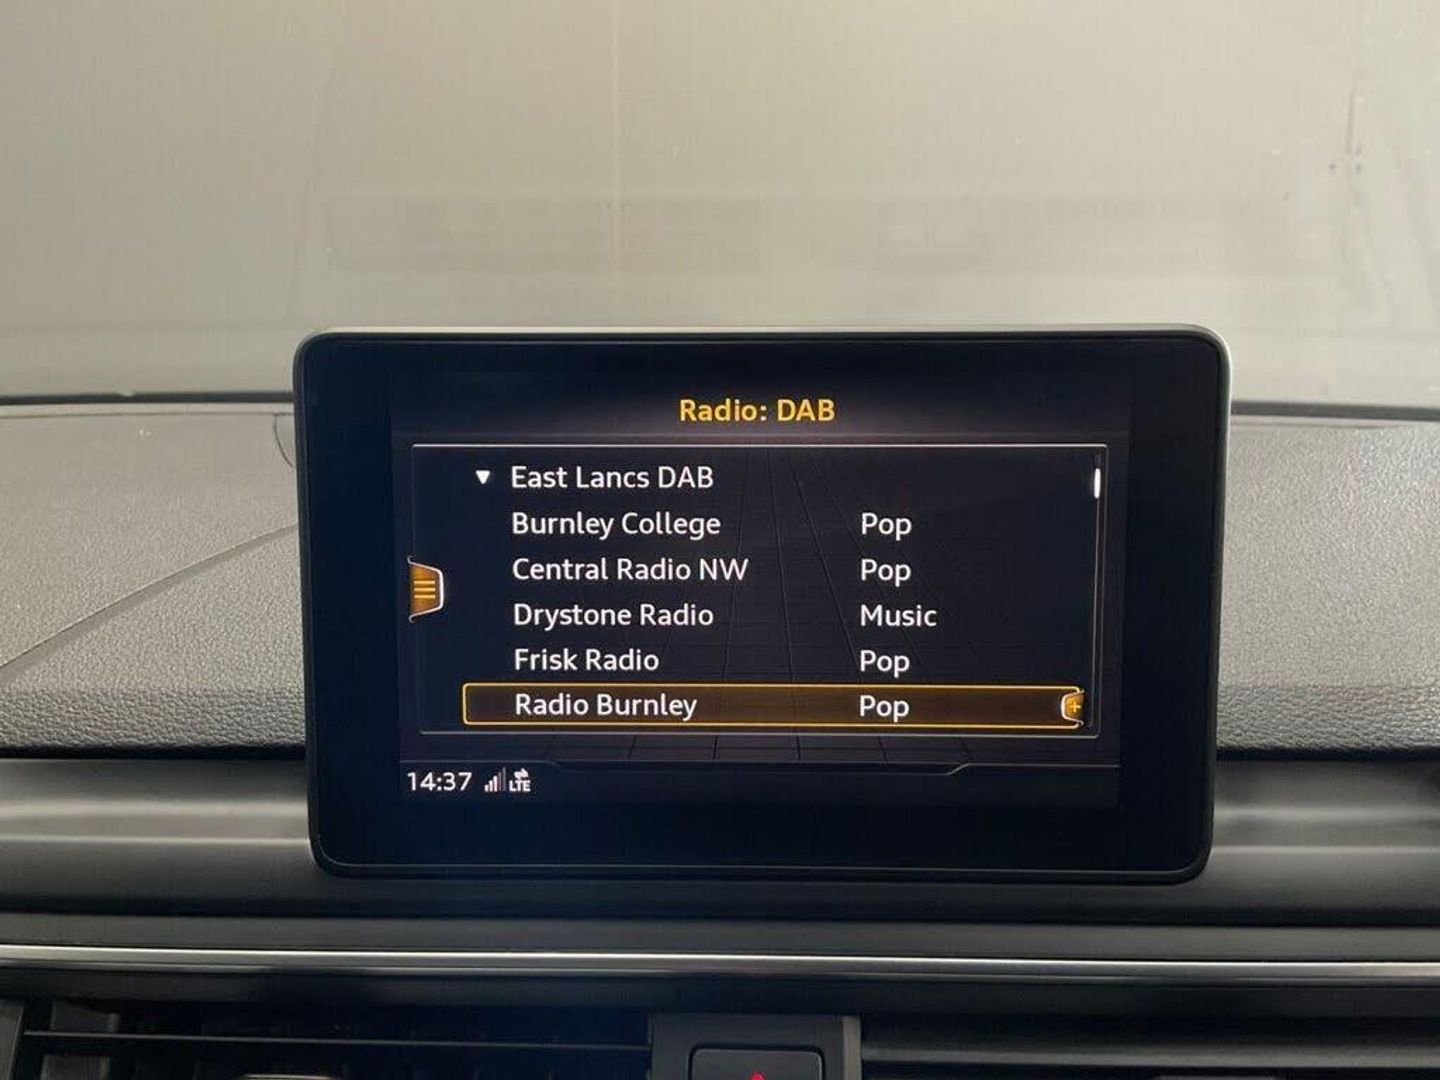 Radio: DAB
▼ East Lancs DAB
Burnley College Pop
Central Radio NW Pop
Drystone Radio Music
Frisk Radio Pop
Radio Burnley Pop
14:37 LTE